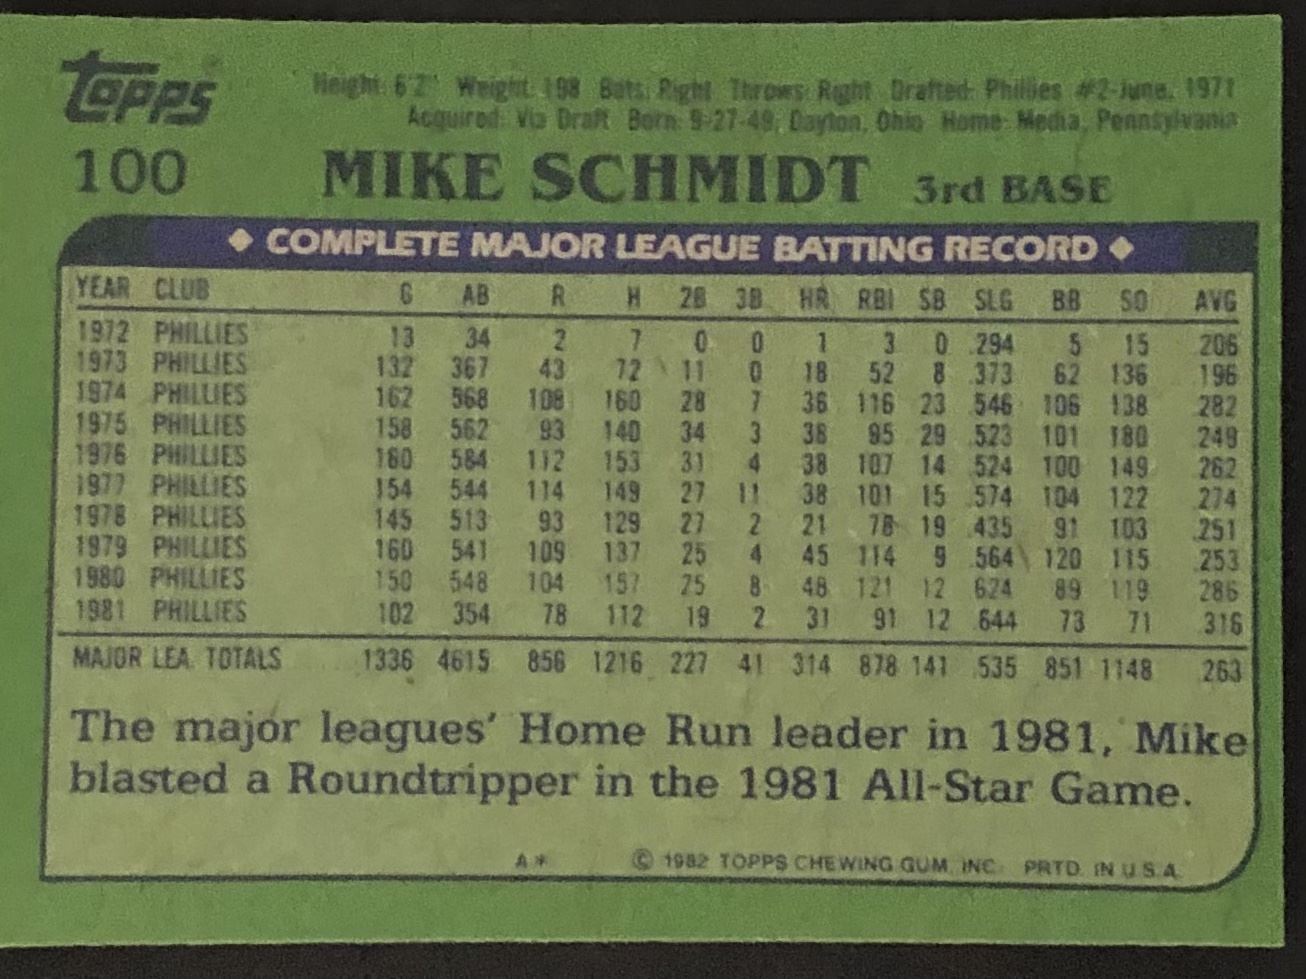 Topps
Height: 6'2" Weight: 198 Bats: Right Throws: Right Drafted: Phillies #2-June, 1971
Acquired: Via Draft Born: 9-27-49, Dayton, Ohio Home: Media, Pennsylvania
100 MIKE SCHMIDT 3rd BASE
◆ COMPLETE MAJOR LEAGUE BATTING RECORD ◆
YEAR CLUB G AB R H 2B 3B HR RBI SB SLG BB SO AVG
1972 PHILLIES 13 34 2 7 0 0 1 3 0 .294 5 15 .206
1973 PHILLIES 132 367 43 72 11 0 18 52 8 .373 62 136 .196
1974 PHILLIES 162 568 108 160 28 7 36 116 23 .546 106 138 .282
1975 PHILLIES 158 562 93 140 34 3 38 95 29 .523 101 180 .249
1976 PHILLIES 160 584 112 153 31 4 38 107 14 .524 100 149 .262
1977 PHILLIES 154 544 114 149 27 11 38 101 15 .574 104 122 .274
1978 PHILLIES 145 513 93 129 27 2 21 78 19 .435 91 103 .251
1979 PHILLIES 160 541 109 137 25 4 45 114 9 .564 120 115 .253
1980 PHILLIES 150 548 104 157 25 8 48 121 12 .624 89 119 .286
1981 PHILLIES 102 354 78 112 19 2 31 91 12 .644 73 71 .316
MAJOR LEA. TOTALS 1336 4615 856 1216 227 41 314 878 141 .535 851 1148 .263
The major leagues' Home Run leader in 1981, Mike
blasted a Roundtripper in the 1981 All-Star Game.
A* © 1982 TOPPS CHEWING GUM, INC. PRTD. IN U.S.A.